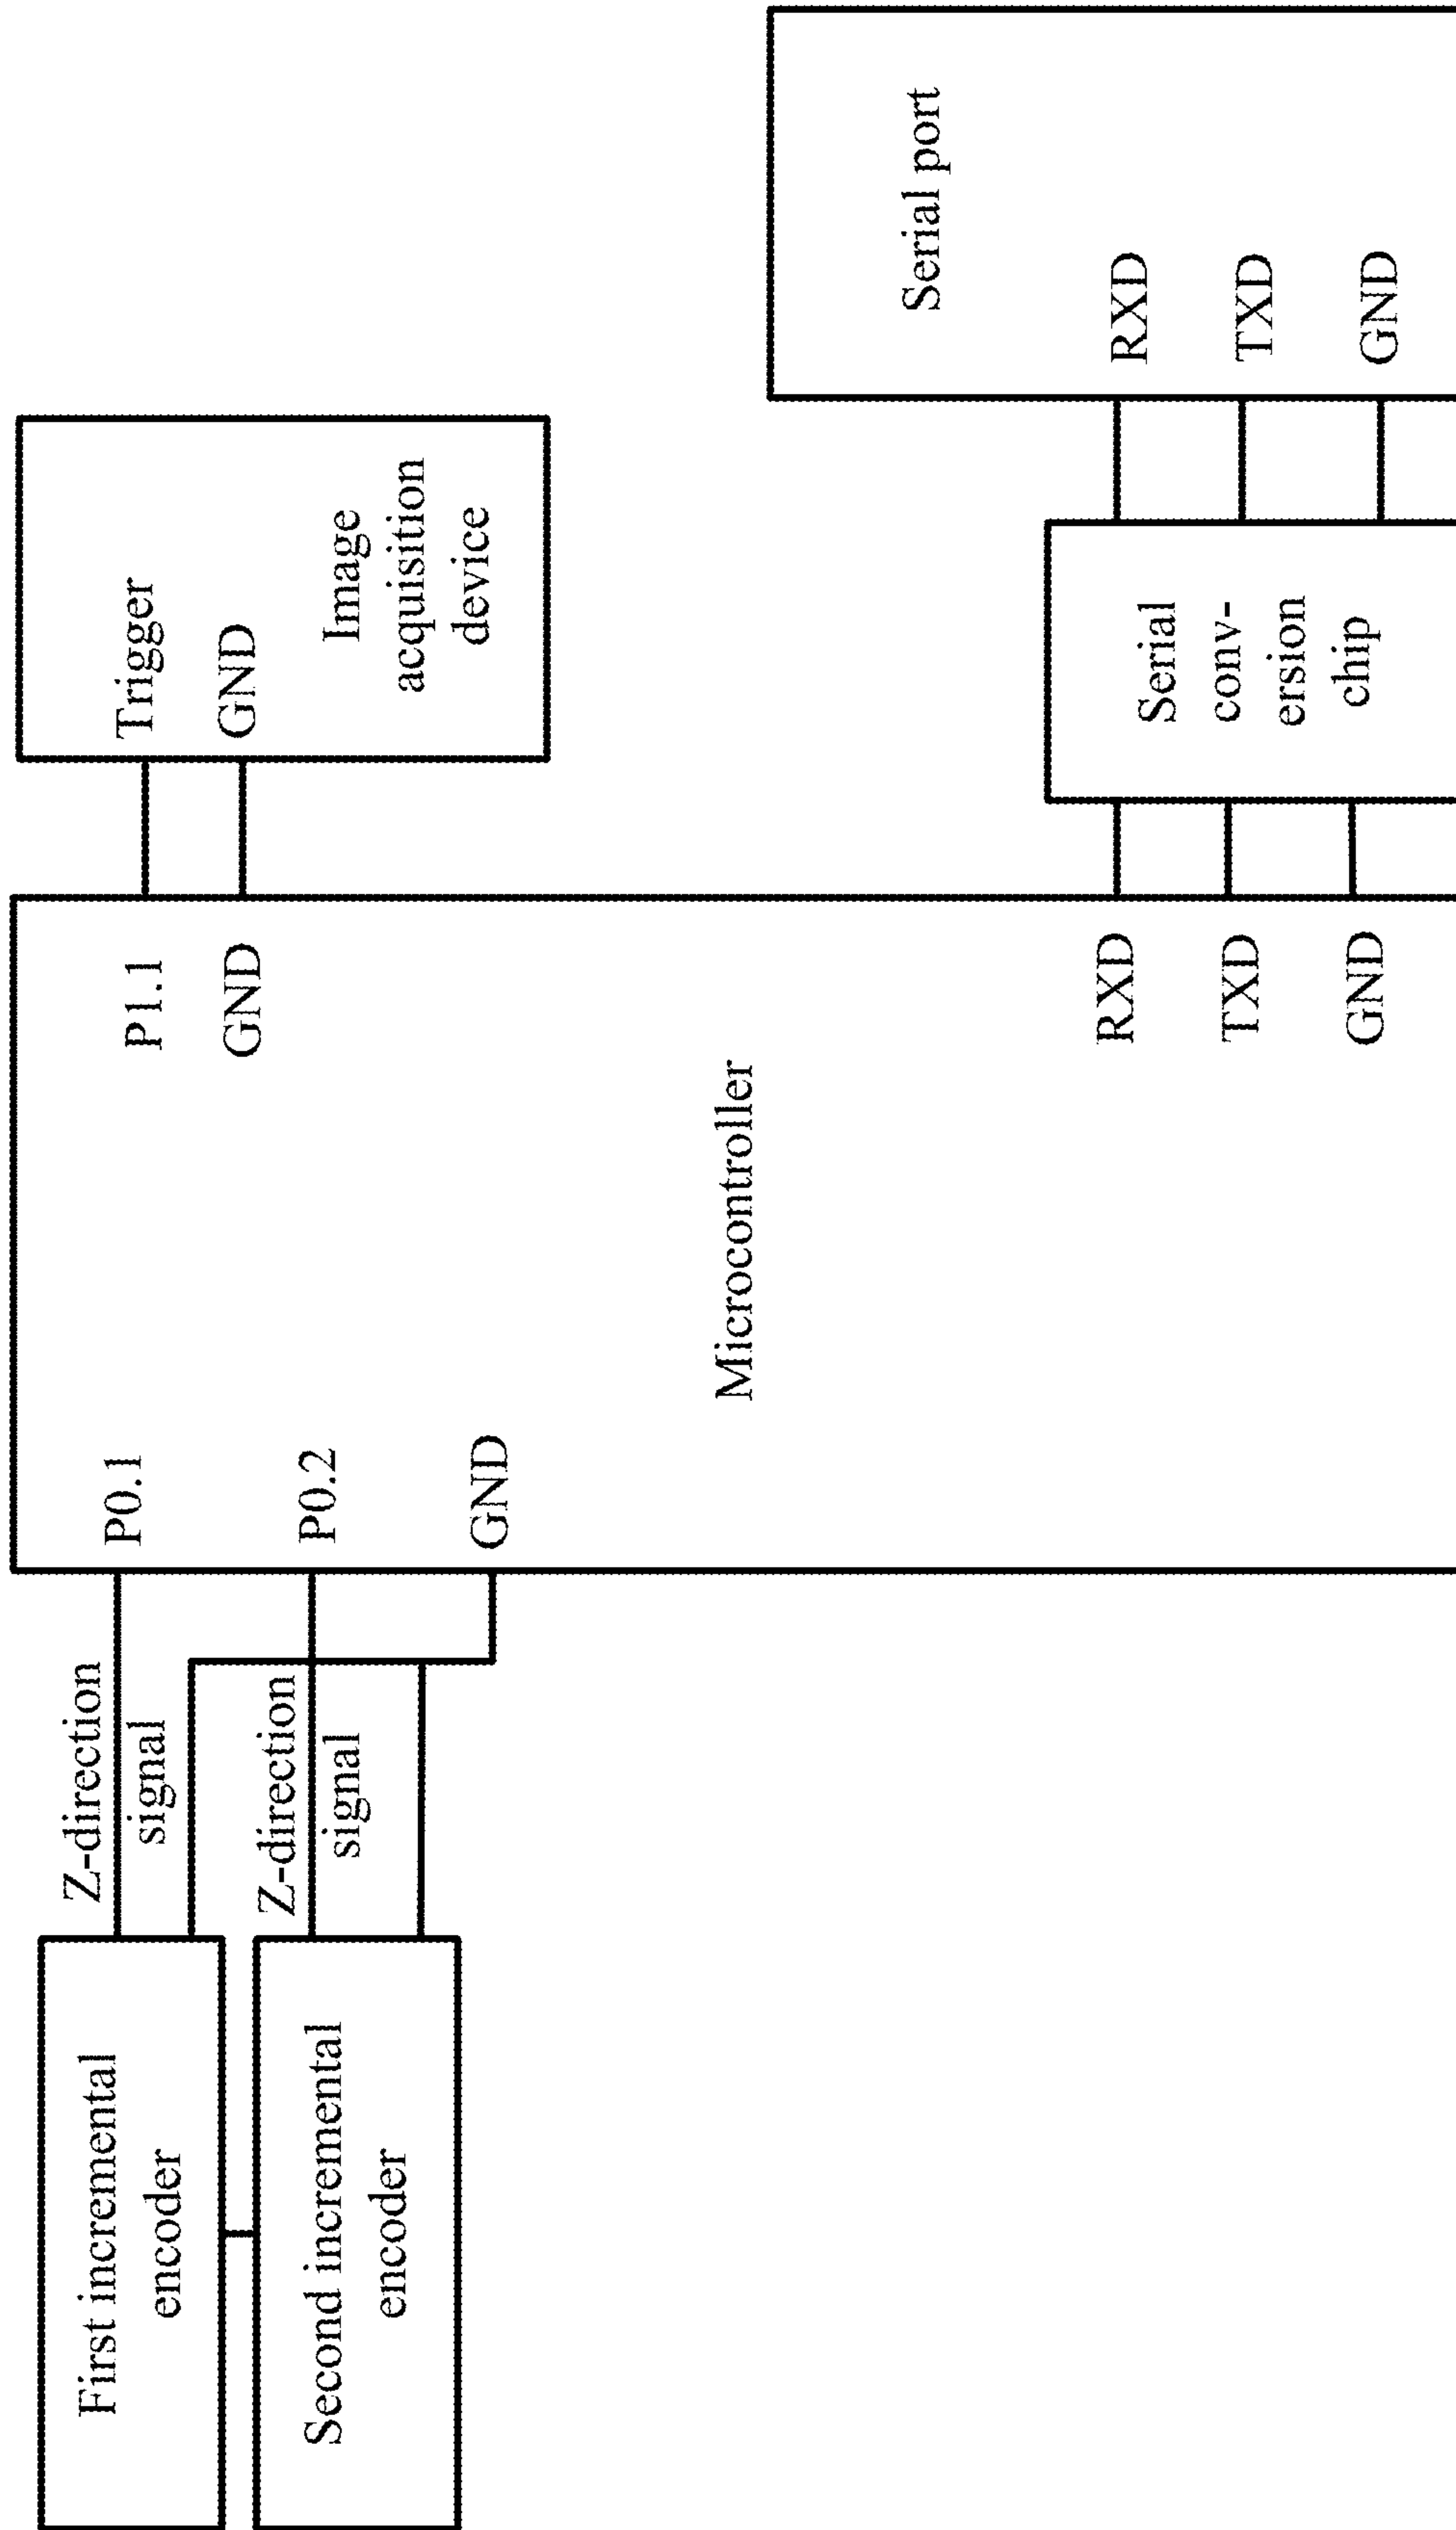 First incremental
encoder
Second incremental
encoder
Z-direction
signal
Z-direction
signal
P0.1
P0.2
GND
Microcontroller
P1.1
GND
RXD
TXD
GND
Trigger
GND
Image
acquisition
device
Serial
conv-
ersion
chip
Serial port
RXD
TXD
GND